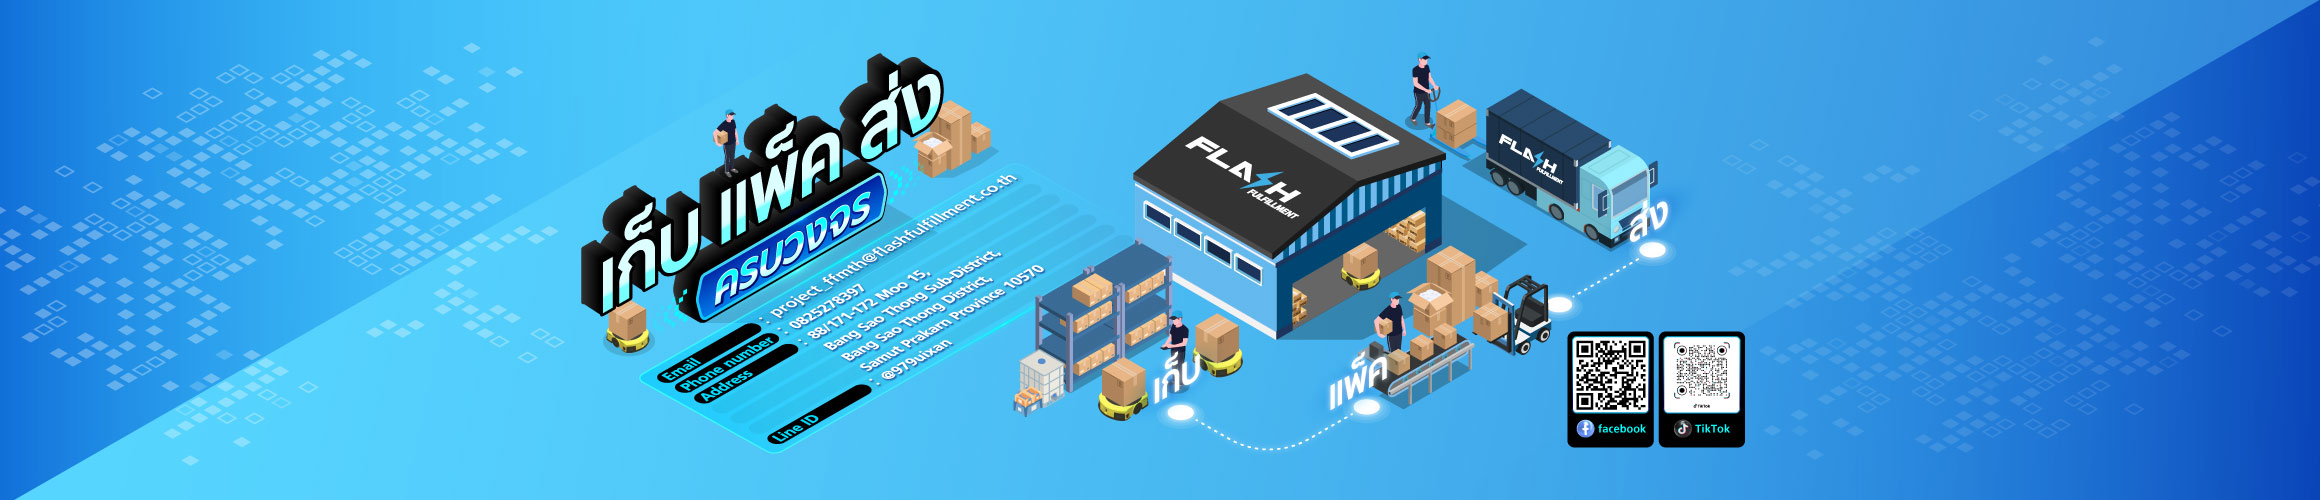 เก็บ แพ็ค ส่ง
ครบวงจร
Email : project_ffmth@flashfulfillment.co.th
Phone number : 0825278397
Address : 88/171-172 Moo 15,
Bang Sao Thong Sub-District,
Bang Sao Thong District,
Samut Prakarn Province 10570
Line ID : @979uixan
FLASH
FULFILLMENT
FLASH
FULFILLMENT
ส่ง
เก็บ
แพ็ค
TikTok
facebook
TikTok